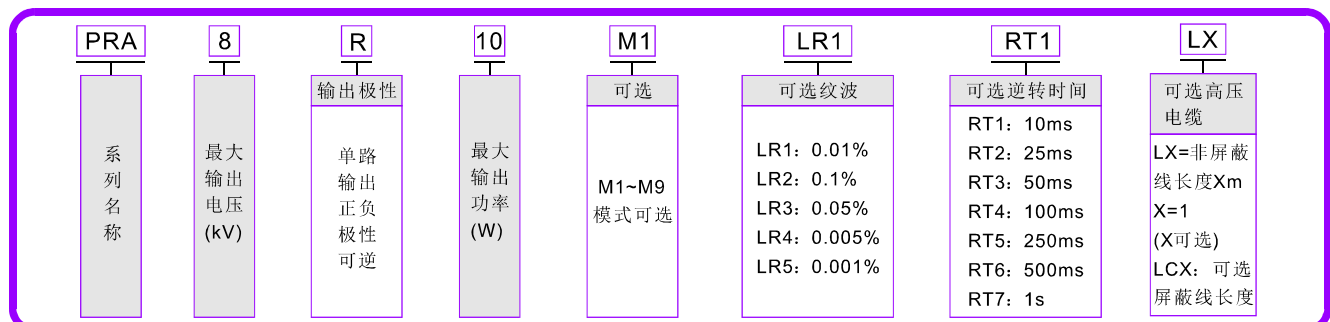 PRA
8
R
10
M1
LR1
RT1
LX
系
列
名
称
最大
输出
电压
(kV)
输出极性
单路
输出
正负
极性
可逆
最大
输出
功率
(W)
可选
M1~M9
模式可选
可选纹波
LR1：0.01%
LR2：0.1%
LR3：0.05%
LR4：0.005%
LR5：0.001%
可选逆转时间
RT1：10ms
RT2：25ms
RT3：50ms
RT4：100ms
RT5：250ms
RT6：500ms
RT7：1s
可选高压
电缆
LX=非屏蔽
线长度Xm
X=1
(X可选)
LCX：可选
屏蔽线长度